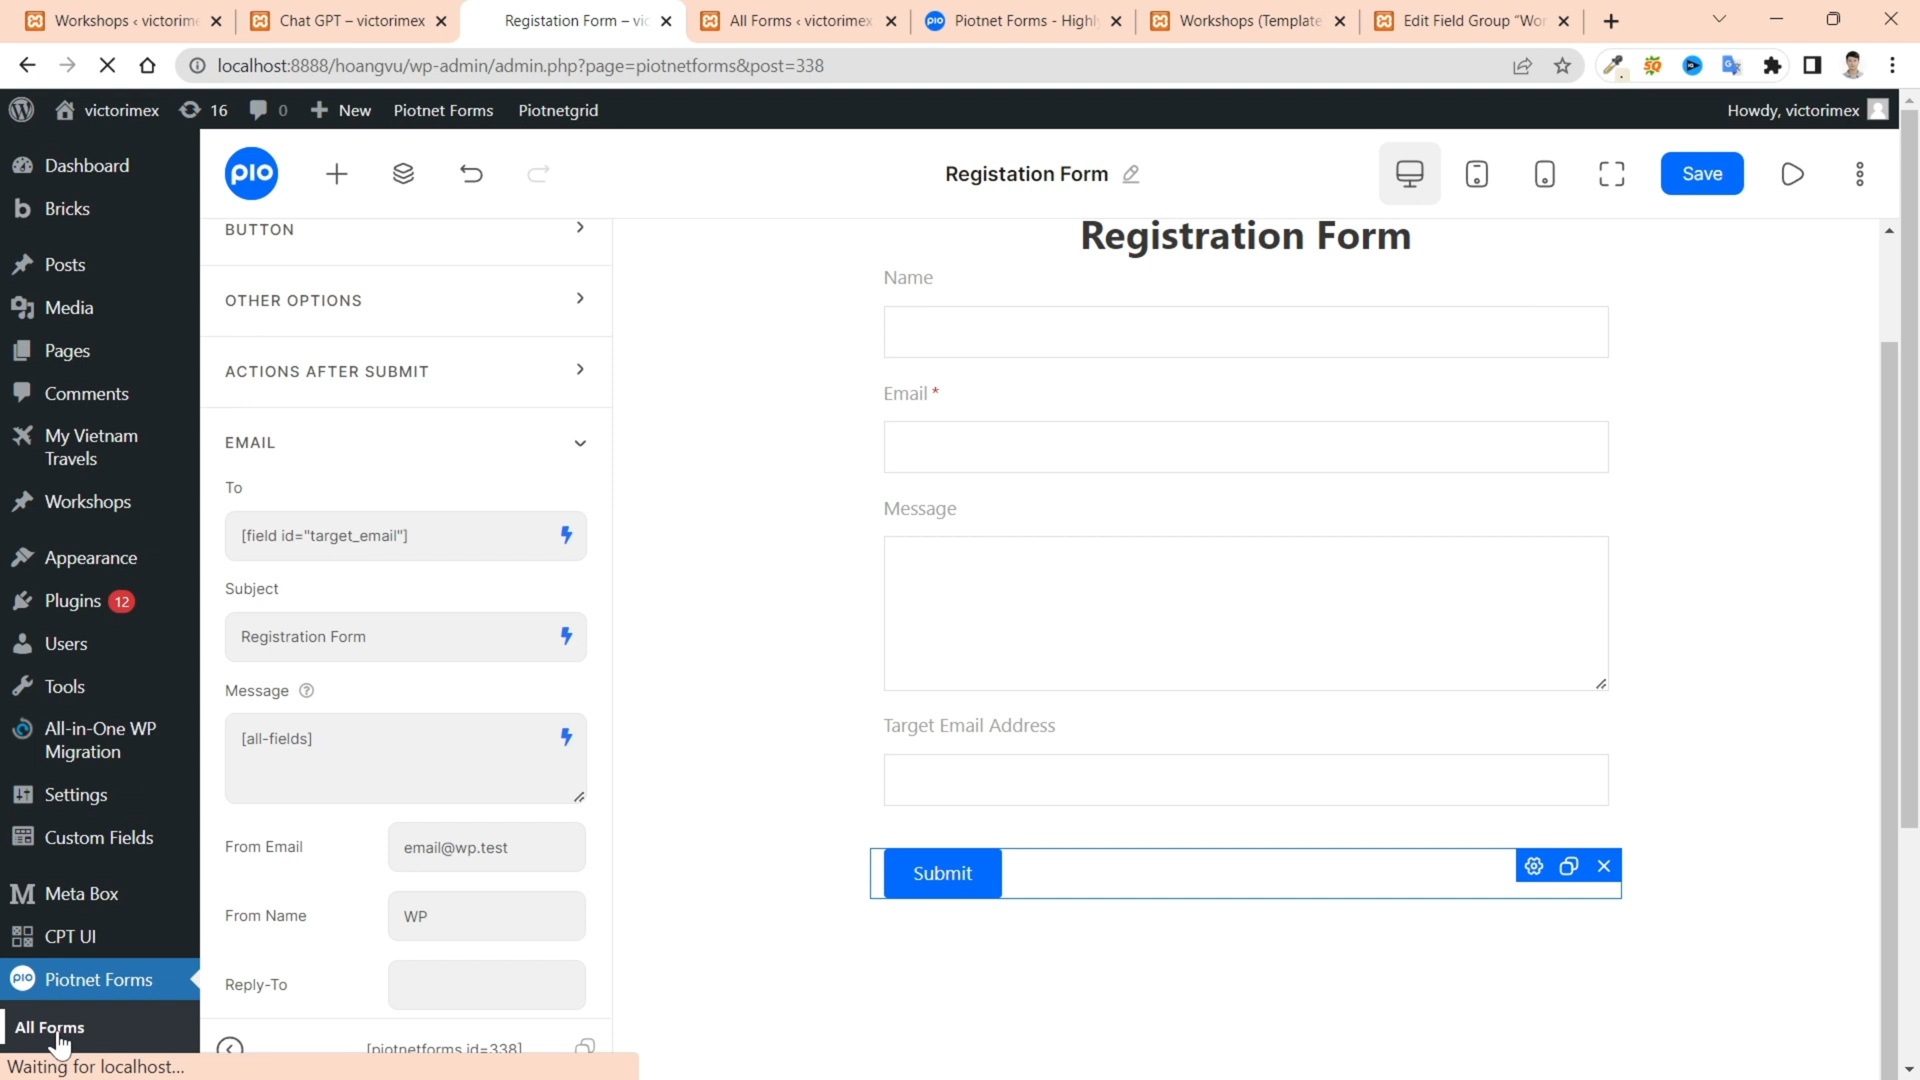 Workshops ‹ victorime
Chat GPT – victorimex
Registation Form – vic
All Forms ‹ victorimex
Piotnet Forms - Highl
Workshops (Template
Edit Field Group "Wor
localhost:8888/hoangvu/wp-admin/admin.php?page=piotnetforms&post=338
victorimex
16
0
New
Piotnet Forms
Piotnetgrid
Howdy, victorimex
Dashboard
Bricks
Posts
Media
Pages
Comments
My Vietnam
Travels
Workshops
Appearance
Plugins 12
Users
Tools
All-in-One WP
Migration
Settings
Custom Fields
Meta Box
CPT UI
Piotnet Forms
All Forms
Waiting for localhost...
pio
Registation Form
Save
BUTTON
OTHER OPTIONS
ACTIONS AFTER SUBMIT
EMAIL
To
[field id="target_email"]
Subject
Registration Form
Message
[all-fields]
From Email
email@wp.test
From Name
WP
Reply-To
[piotnetforms id=338]
Registration Form
Name
Email *
Message
Target Email Address
Submit